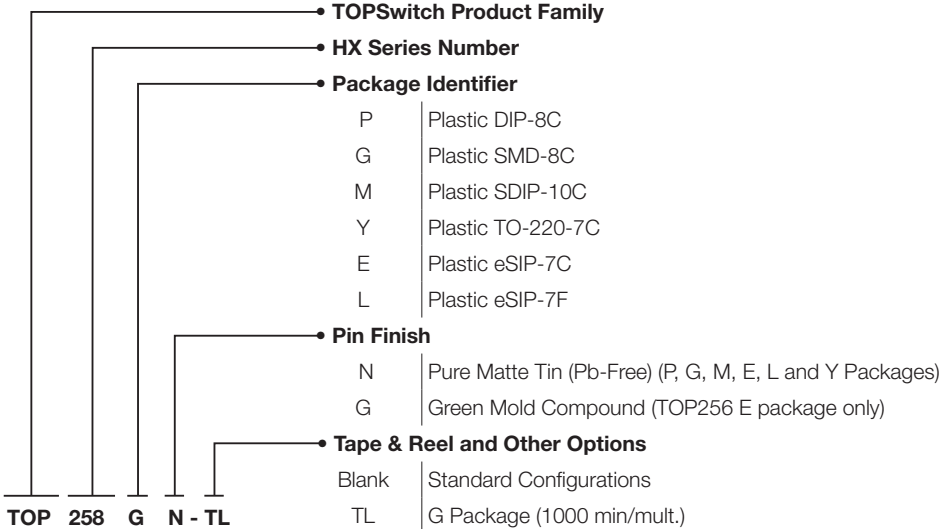 TOPSwitch Product Family
HX Series Number
Package Identifier
P Plastic DIP-8C
G Plastic SMD-8C
M Plastic SDIP-10C
Y Plastic TO-220-7C
E Plastic eSIP-7C
L Plastic eSIP-7F
Pin Finish
N Pure Matte Tin (Pb-Free) (P, G, M, E, L and Y Packages)
G Green Mold Compound (TOP256 E package only)
Tape & Reel and Other Options
Blank Standard Configurations
TL G Package (1000 min/mult.)
TOP 258 G N - TL